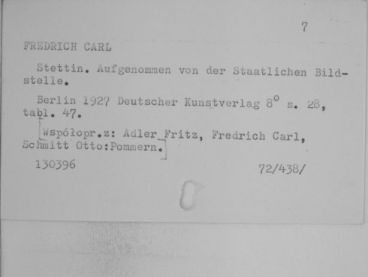 7
FREDRICH CARL
Stettin. Aufgenommen von der Staatlichen Bild-
stelle.
Berlin 1927 Deutscher Kunstverlag 8° s. 28,
tabl. 47.
[Współopr.z: Adler Fritz, Fredrich Carl,
Schmitt Otto:Pommern.]
130396 72/438/